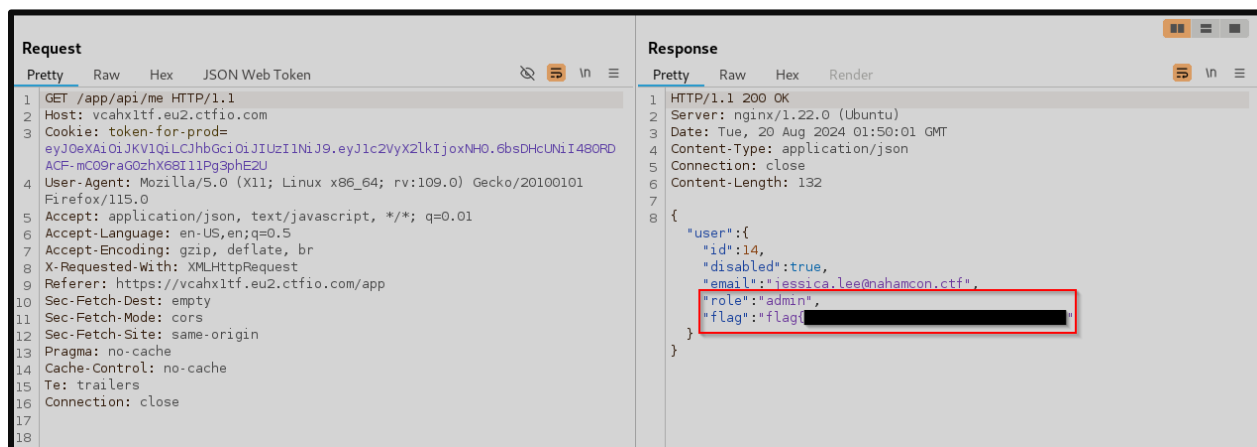 Request
Pretty Raw Hex JSON Web Token \n
1 GET /app/api/me HTTP/1.1
2 Host: vcahx1tf.eu2.ctfio.com
3 Cookie: token-for-prod=
eyJ0eXAiOiJKV1QiLCJhbGciOiJIUzI1NiJ9.eyJ1c2VyX2lkIjoxNH0.6bsDHcUNiI480RD
ACF-mC09raG0zhX68I11Pg3phE2U
4 User-Agent: Mozilla/5.0 (X11; Linux x86_64; rv:109.0) Gecko/20100101
Firefox/115.0
5 Accept: application/json, text/javascript, */*; q=0.01
6 Accept-Language: en-US,en;q=0.5
7 Accept-Encoding: gzip, deflate, br
8 X-Requested-With: XMLHttpRequest
9 Referer: https://vcahx1tf.eu2.ctfio.com/app
10 Sec-Fetch-Dest: empty
11 Sec-Fetch-Mode: cors
12 Sec-Fetch-Site: same-origin
13 Pragma: no-cache
14 Cache-Control: no-cache
15 Te: trailers
16 Connection: close
17
18
Response
Pretty Raw Hex Render \n
1 HTTP/1.1 200 OK
2 Server: nginx/1.22.0 (Ubuntu)
3 Date: Tue, 20 Aug 2024 01:50:01 GMT
4 Content-Type: application/json
5 Connection: close
6 Content-Length: 132
7
8 {
"user":{
"id":14,
"disabled":true,
"email":"jessica.lee@nahamcon.ctf",
"role":"admin",
"flag":"flag{ "
}
}